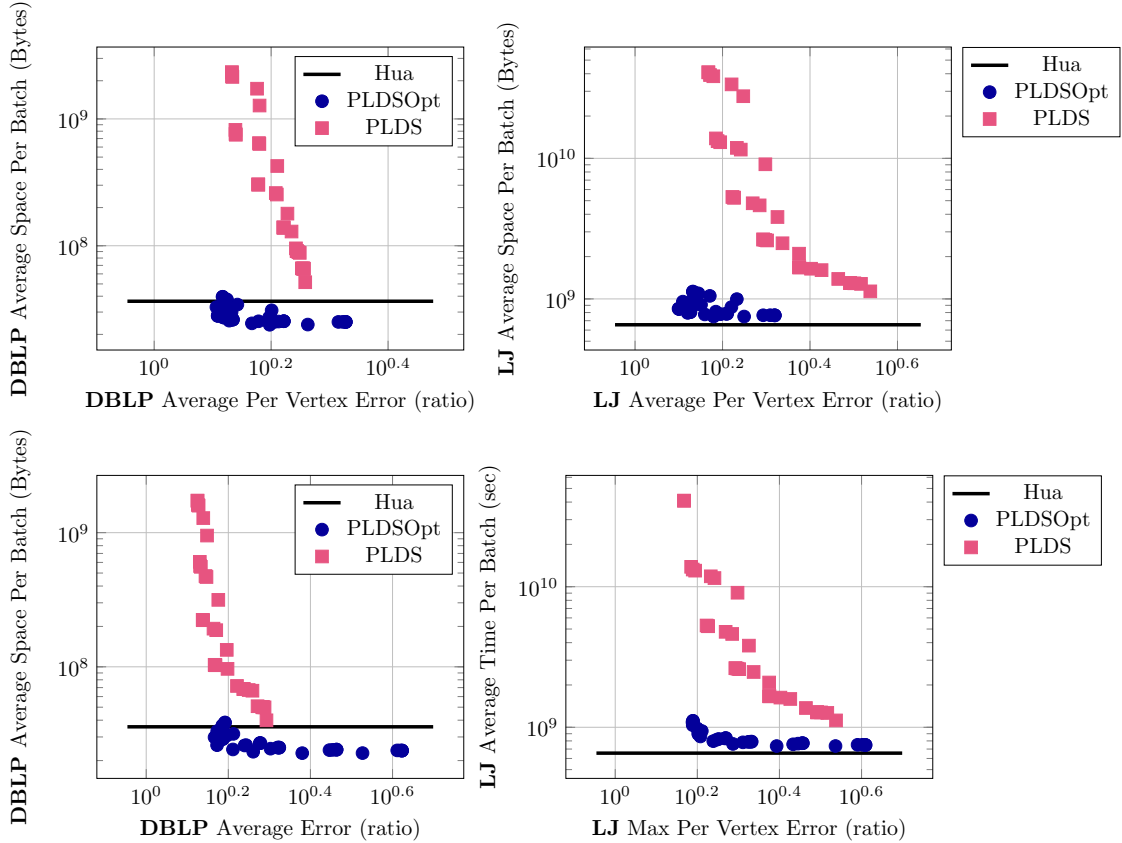 DBLP Average Space Per Batch (Bytes)
10^9
10^8
10^0
10^0.2
10^0.4
DBLP Average Per Vertex Error (ratio)
Hua
PLDSOpt
PLDS
LJ Average Space Per Batch (Bytes)
10^10
10^9
10^0
10^0.2
10^0.4
10^0.6
LJ Average Per Vertex Error (ratio)
Hua
PLDSOpt
PLDS
DBLP Average Space Per Batch (Bytes)
10^9
10^8
10^0
10^0.2
10^0.4
10^0.6
DBLP Average Error (ratio)
Hua
PLDSOpt
PLDS
LJ Average Time Per Batch (sec)
10^10
10^9
10^0
10^0.2
10^0.4
10^0.6
LJ Max Per Vertex Error (ratio)
Hua
PLDSOpt
PLDS